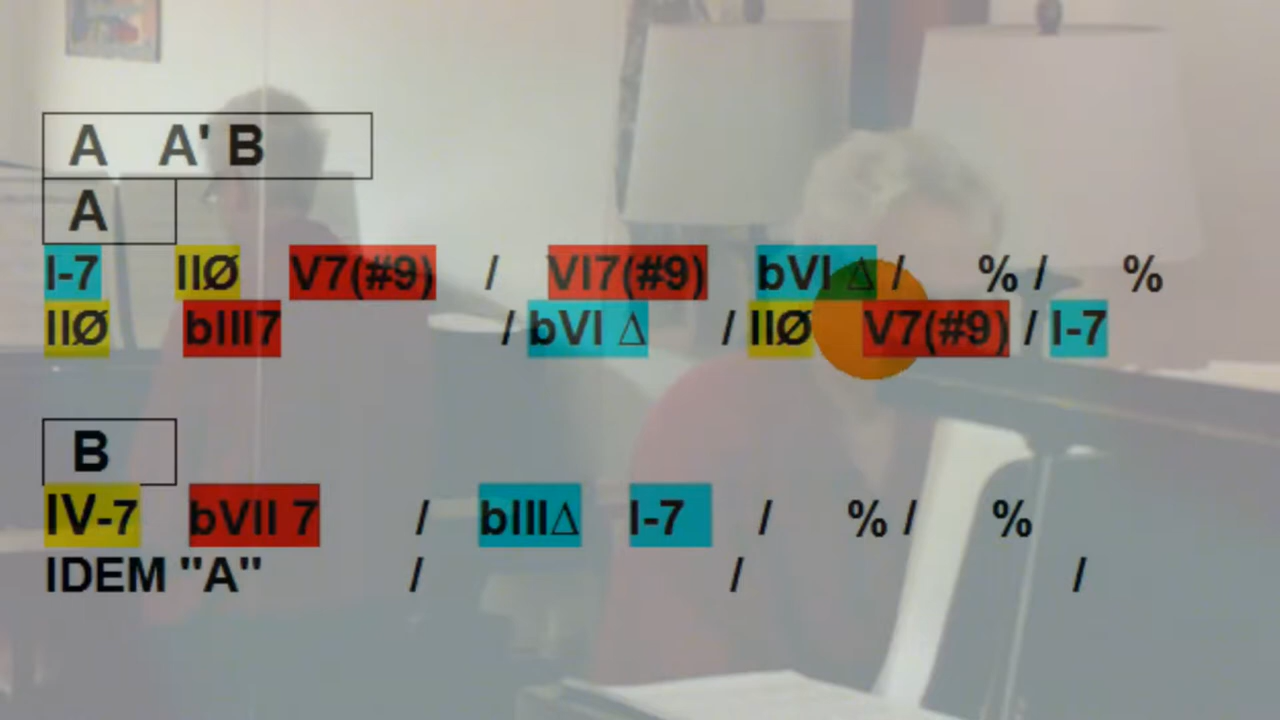 A A' B
A
I-7 IIØ V7(#9) / VI7(#9) bVI Δ / % / %
IIØ bIII7 / bVI Δ / IIØ V7(#9) / I-7
B
IV-7 bVII 7 / bIIIΔ I-7 / % / %
IDEM "A" / / /